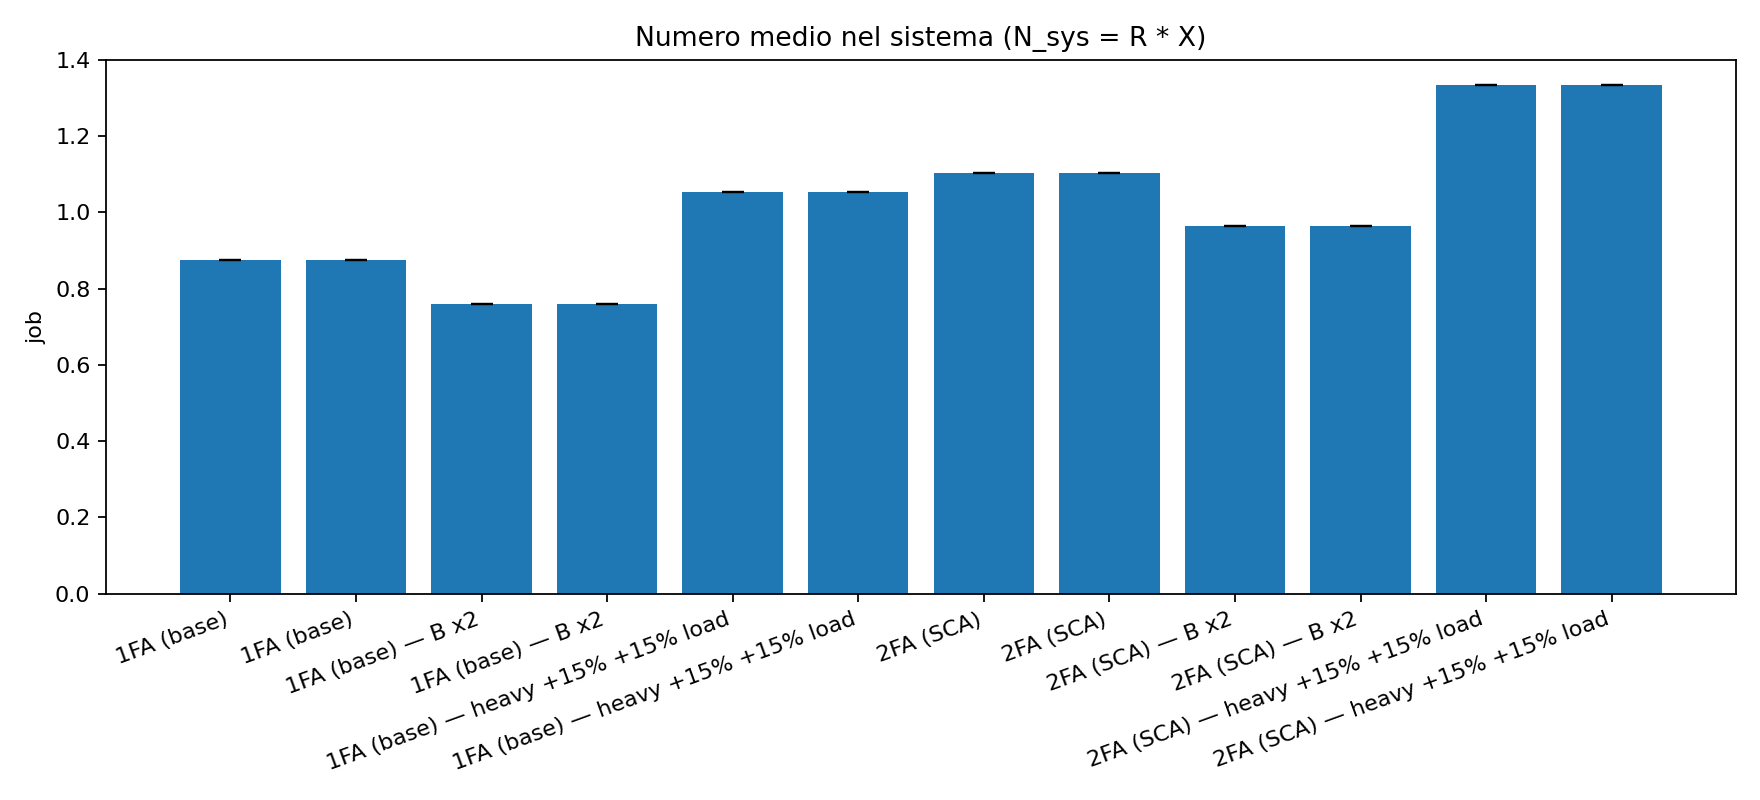 Numero medio nel sistema (N_sys = R * X)
1.4
1.2
1.0
0.8
0.6
0.4
0.2
0.0
job
1FA (base)
1FA (base)
1FA (base) — B x2
1FA (base) — B x2
1FA (base) — heavy +15% +15% load
1FA (base) — heavy +15% +15% load
2FA (SCA)
2FA (SCA)
2FA (SCA) — B x2
2FA (SCA) — B x2
2FA (SCA) — heavy +15% +15% load
2FA (SCA) — heavy +15% +15% load